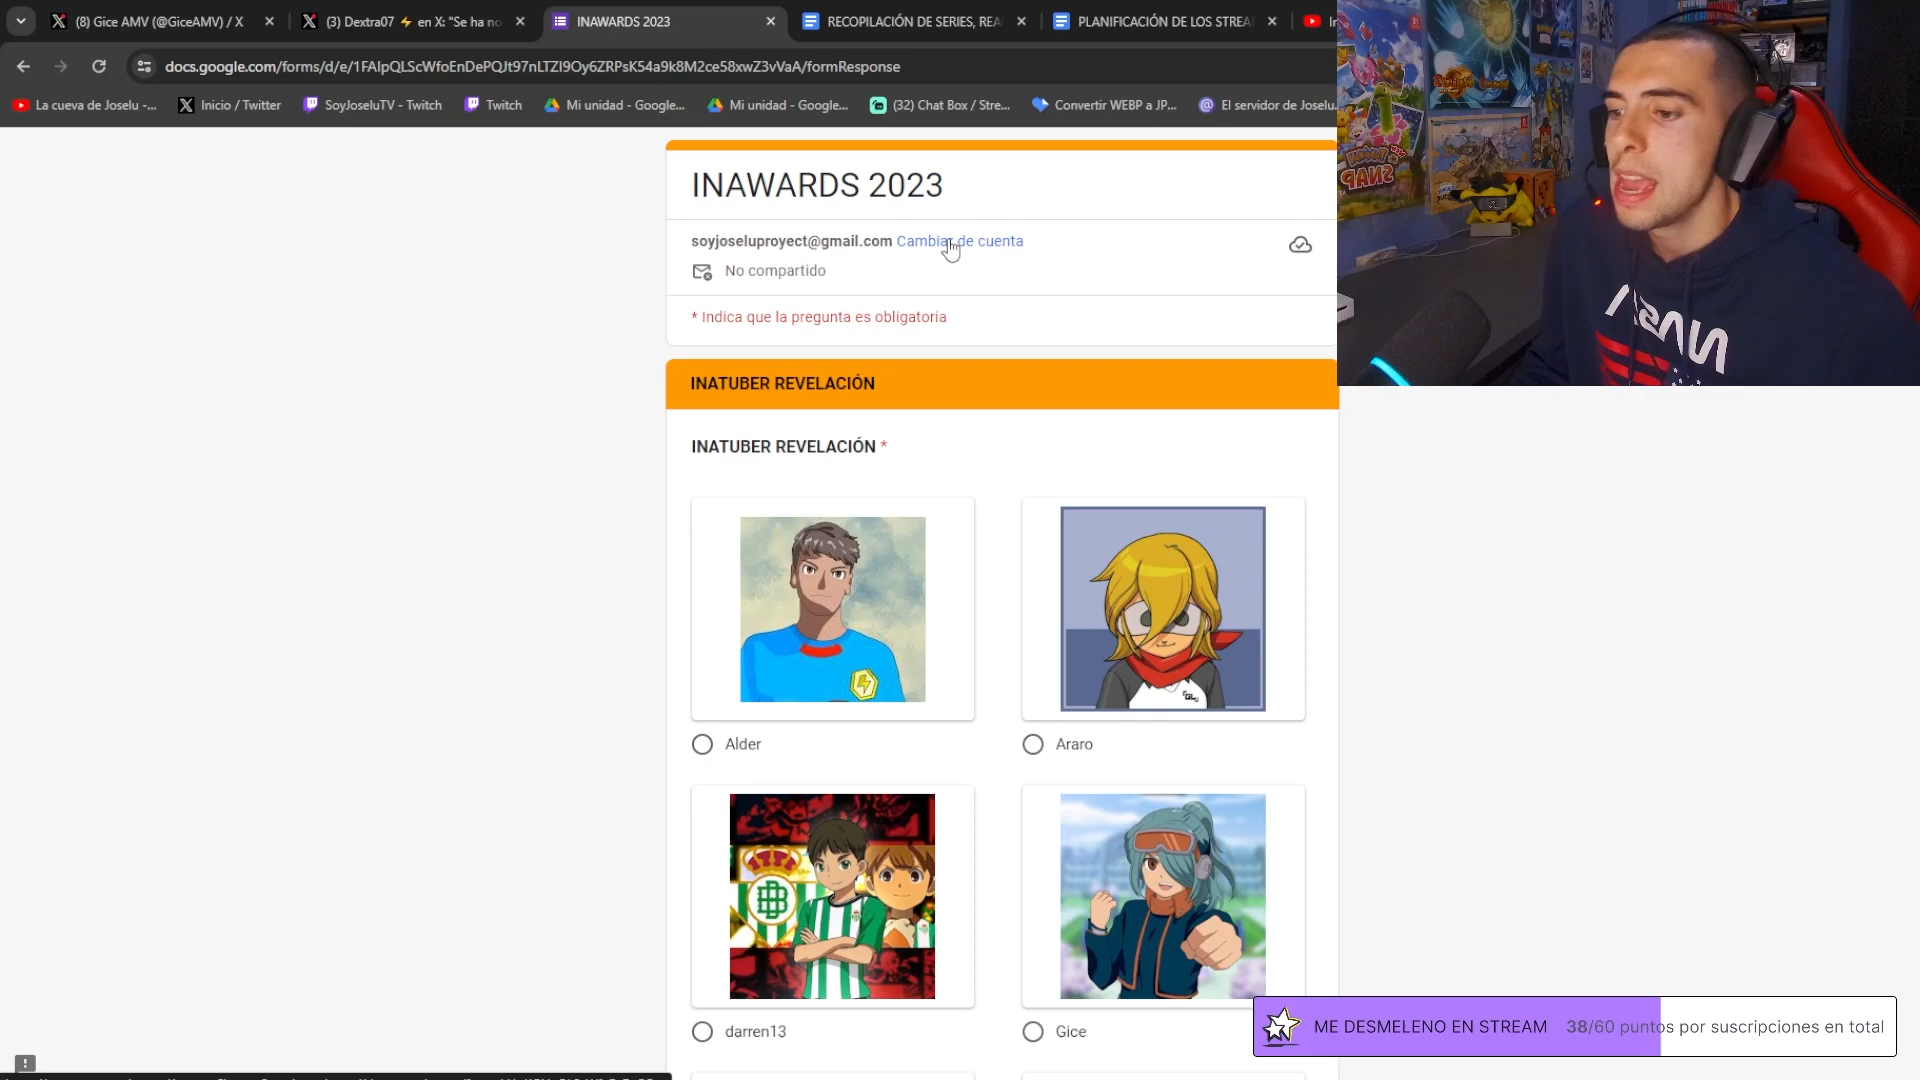 (8) Gice AMV (@GiceAMV) / X
(3) Dextra07 ⚡ en X: "Se ha no
INAWARDS 2023
RECOPILACIÓN DE SERIES, REA
PLANIFICACIÓN DE LOS STREA
docs.google.com/forms/d/e/1FAIpQLScWfoEnDePQJt97nLTZI9Oy6ZRPsK54a9k8M2ce58xwZ3vVaA/formResponse
La cueva de Joselu -...
Inicio / Twitter
SoyJoseluTV - Twitch
Twitch
Mi unidad - Google...
Mi unidad - Google...
(32) Chat Box / Stre...
Convertir WEBP a JP...
El servidor de Joselu
INAWARDS 2023
soyjoseluproyect@gmail.com Cambiar de cuenta
No compartido
* Indica que la pregunta es obligatoria
INATUBER REVELACIÓN
INATUBER REVELACIÓN *
Alder
Araro
darren13
Gice
ME DESMELENO EN STREAM 38/60 puntos por suscripciones en total
SNAP